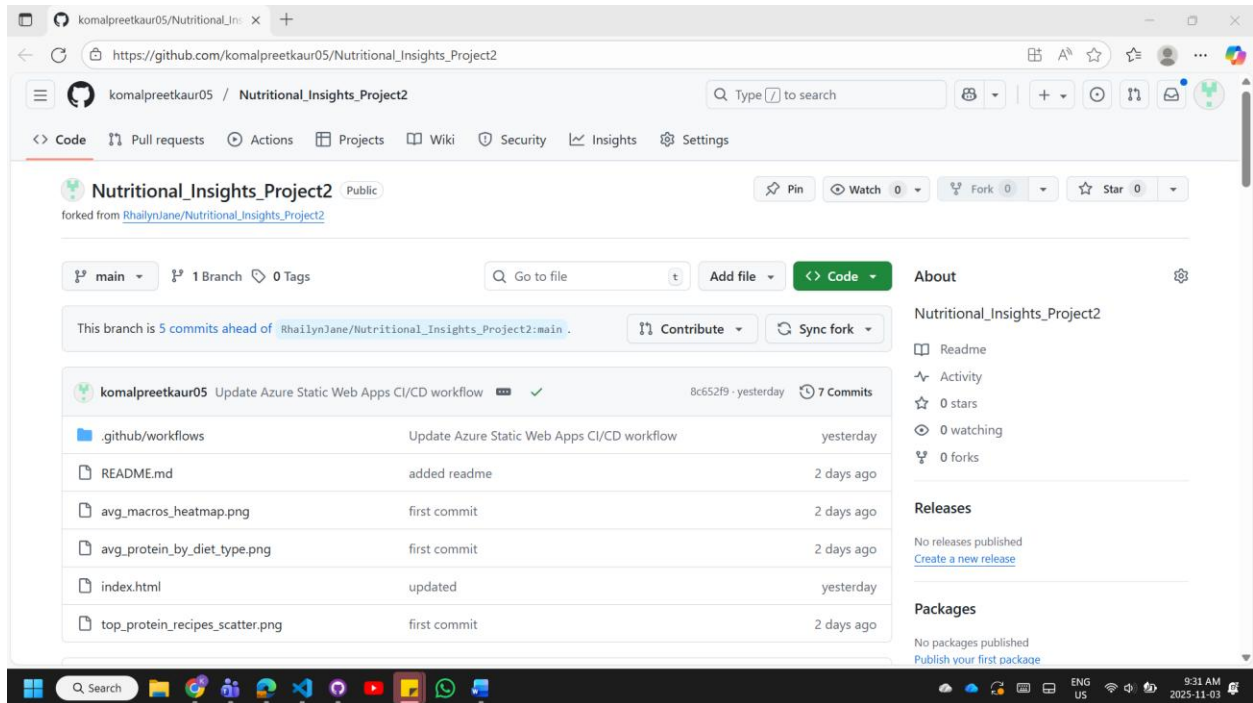 komalpreetkaur05/Nutritional_Ins
https://github.com/komalpreetkaur05/Nutritional_Insights_Project2
komalpreetkaur05 / Nutritional_Insights_Project2
Type / to search
Code Pull requests Actions Projects Wiki Security Insights Settings
Nutritional_Insights_Project2 Public
Pin Watch 0 Fork 0 Star 0
forked from RhailynJane/Nutritional_Insights_Project2
main 1 Branch 0 Tags Go to file t Add file Code
This branch is 5 commits ahead of RhailynJane/Nutritional_Insights_Project2:main . Contribute Sync fork
komalpreetkaur05 Update Azure Static Web Apps CI/CD workflow 8c652f9 · yesterday 7 Commits
.github/workflows Update Azure Static Web Apps CI/CD workflow yesterday
README.md added readme 2 days ago
avg_macros_heatmap.png first commit 2 days ago
avg_protein_by_diet_type.png first commit 2 days ago
index.html updated yesterday
top_protein_recipes_scatter.png first commit 2 days ago
About
Nutritional_Insights_Project2
Readme
Activity
0 stars
0 watching
0 forks
Releases
No releases published
Create a new release
Packages
No packages published
Publish your first package
Search
ENG
US
9:31 AM
2025-11-03